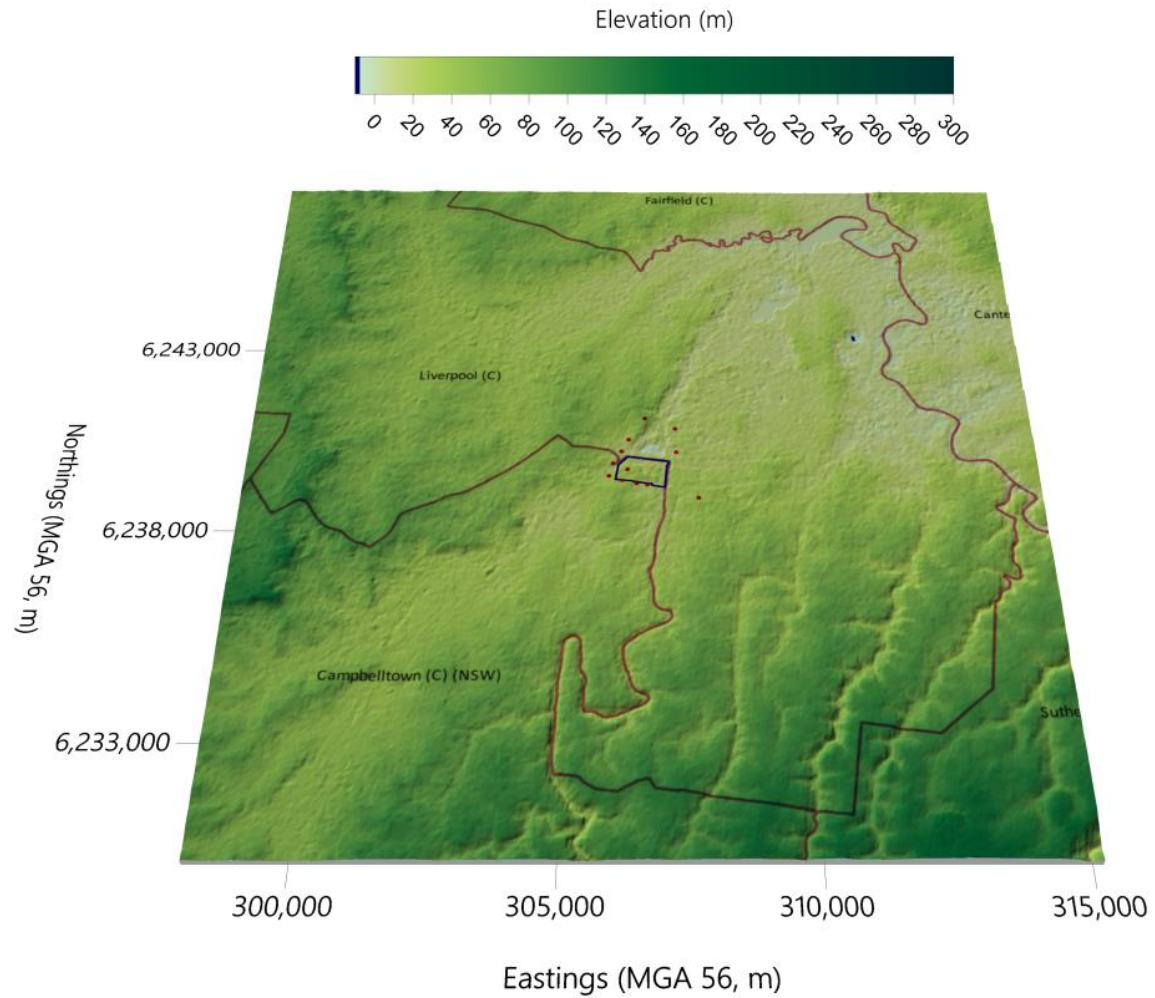 Elevation (m)
0 20 40 60 80 100 120 140 160 180 200 220 240 260 280 300
Fairfield (C)
Cante
6,243,000
Liverpool (C)
Northings (MGA 56, m)
6,238,000
Campbelltown (C) (NSW)
Suthe
6,233,000
300,000 305,000 310,000 315,000
Eastings (MGA 56, m)